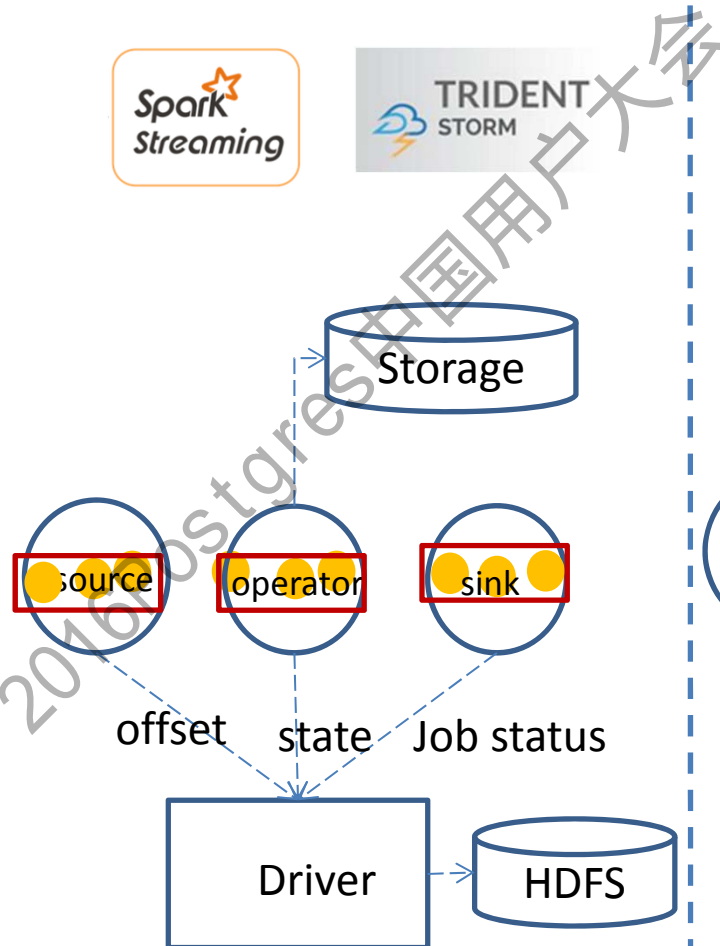 Spark
Streaming
TRIDENT
STORM
Storage
source
operator
sink
offset
state
Job status
Driver
HDFS
2016Postgres中国用户大会